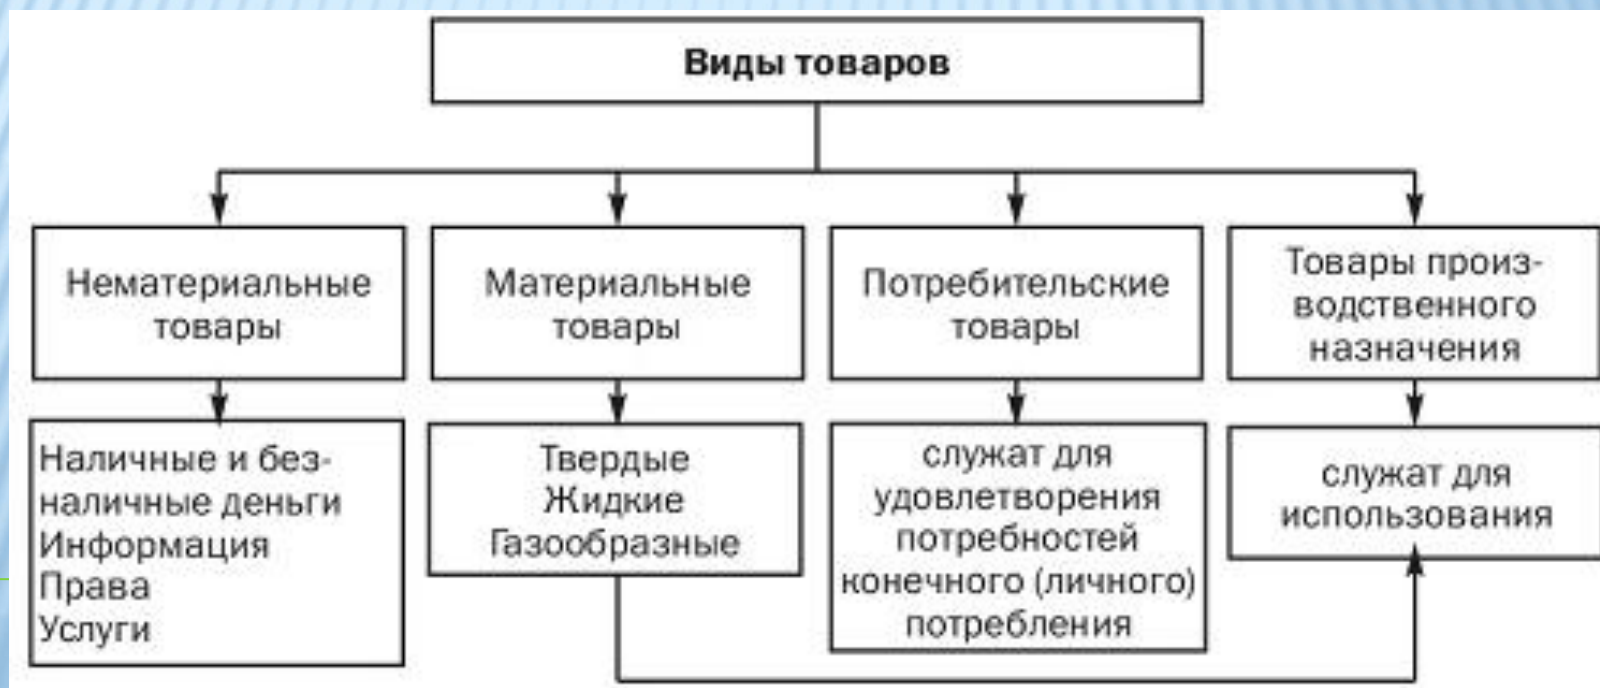 Виды товаров
Нематериальные
товары
Материальные
товары
Потребительские
товары
Товары произ-
водственного
назначения
Наличные и без-
наличные деньги
Информация
Права
Услуги
Твердые
Жидкие
Газообразные
служат для
удовлетворения
потребностей
конечного (личного)
потребления
служат для
использования